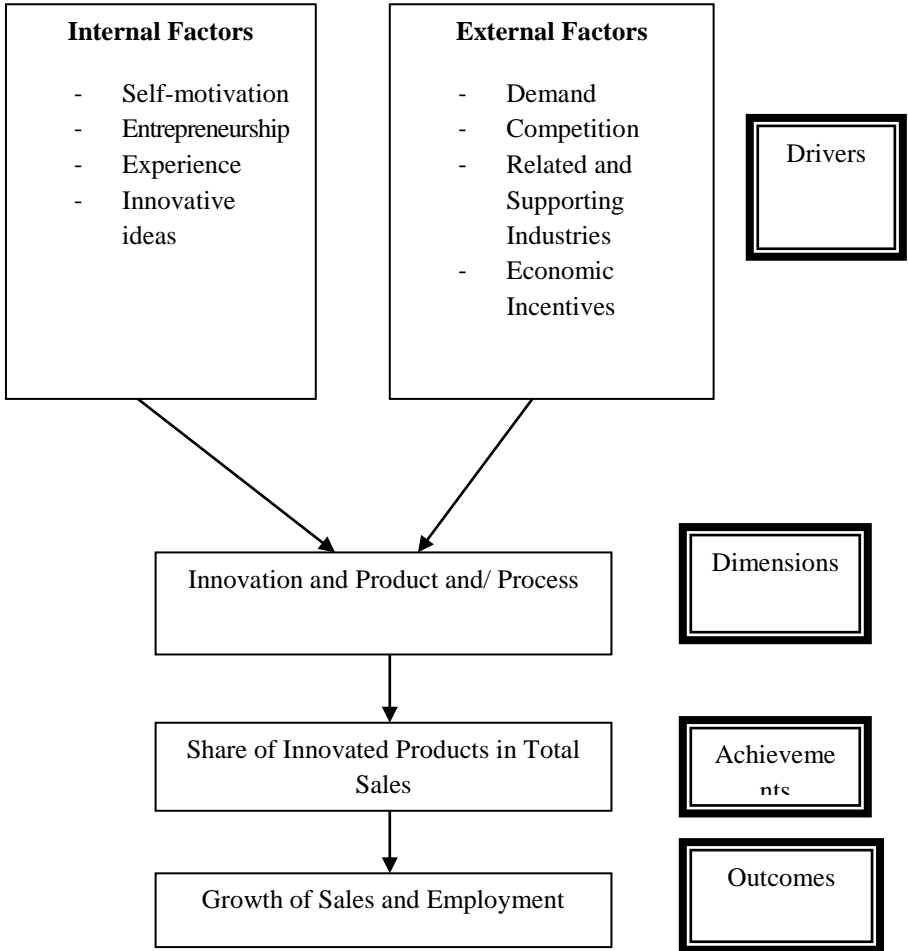 Internal Factors
- Self-motivation
- Entrepreneurship
- Experience
- Innovative
ideas
External Factors
- Demand
- Competition
- Related and
Supporting
Industries
- Economic
Incentives
Drivers
Innovation and Product and/ Process
Dimensions
Share of Innovated Products in Total
Sales
Achieveme
nts
Growth of Sales and Employment
Outcomes